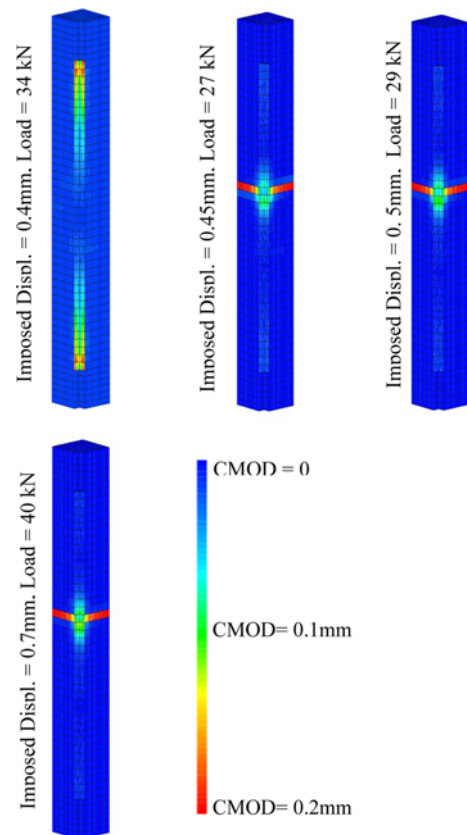 Imposed Displ. = 0.4mm. Load = 34 kN
Imposed Displ. = 0.45mm. Load = 27 kN
Imposed Displ. = 0. 5mm. Load = 29 kN
Imposed Displ. = 0.7mm. Load = 40 kN
CMOD = 0
CMOD= 0.1mm
CMOD= 0.2mm